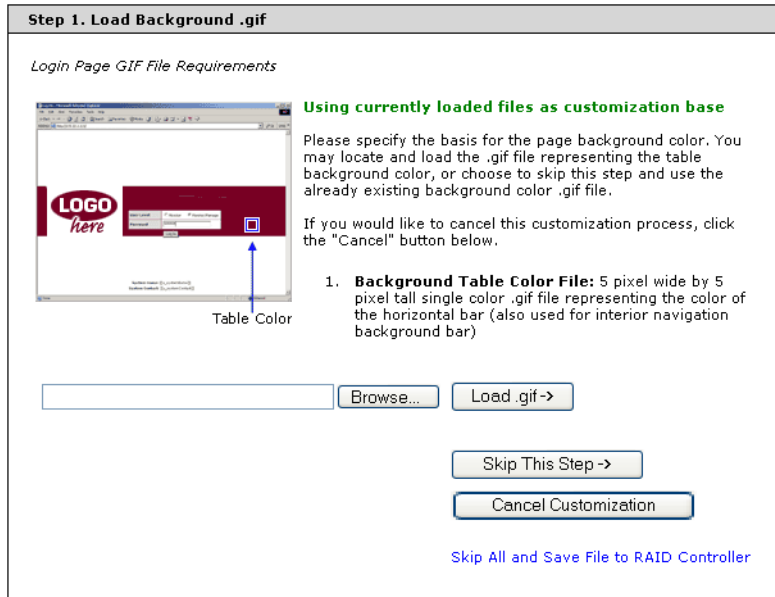 Step 1. Load Background .gif
Login Page GIF File Requirements
LOGO
here
Table Color
Using currently loaded files as customization base
Please specify the basis for the page background color. You
may locate and load the .gif file representing the table
background color, or choose to skip this step and use the
already existing background color .gif file.
If you would like to cancel this customization process, click
the "Cancel" button below.
1. Background Table Color File: 5 pixel wide by 5
pixel tall single color .gif file representing the color of
the horizontal bar (also used for interior navigation
background bar)
Browse...
Load .gif ->
Skip This Step ->
Cancel Customization
Skip All and Save File to RAID Controller